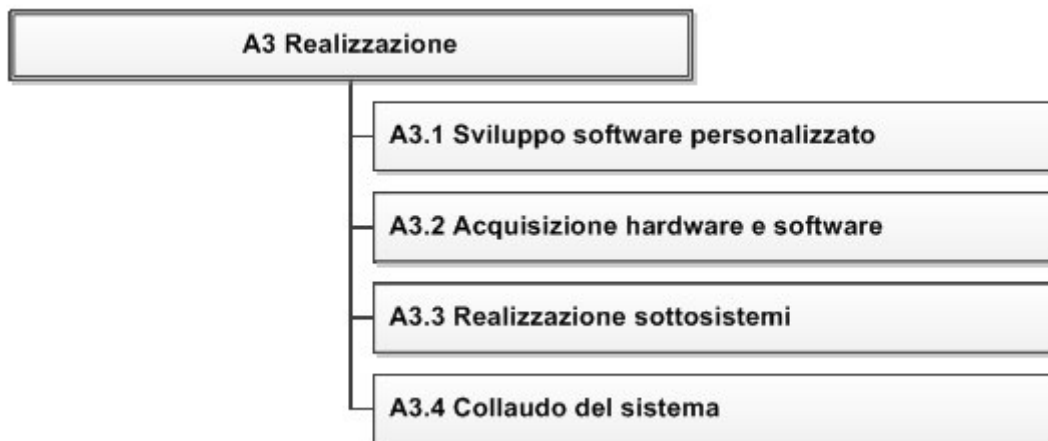 A3 Realizzazione
A3.1 Sviluppo software personalizzato
A3.2 Acquisizione hardware e software
A3.3 Realizzazione sottosistemi
A3.4 Collaudo del sistema